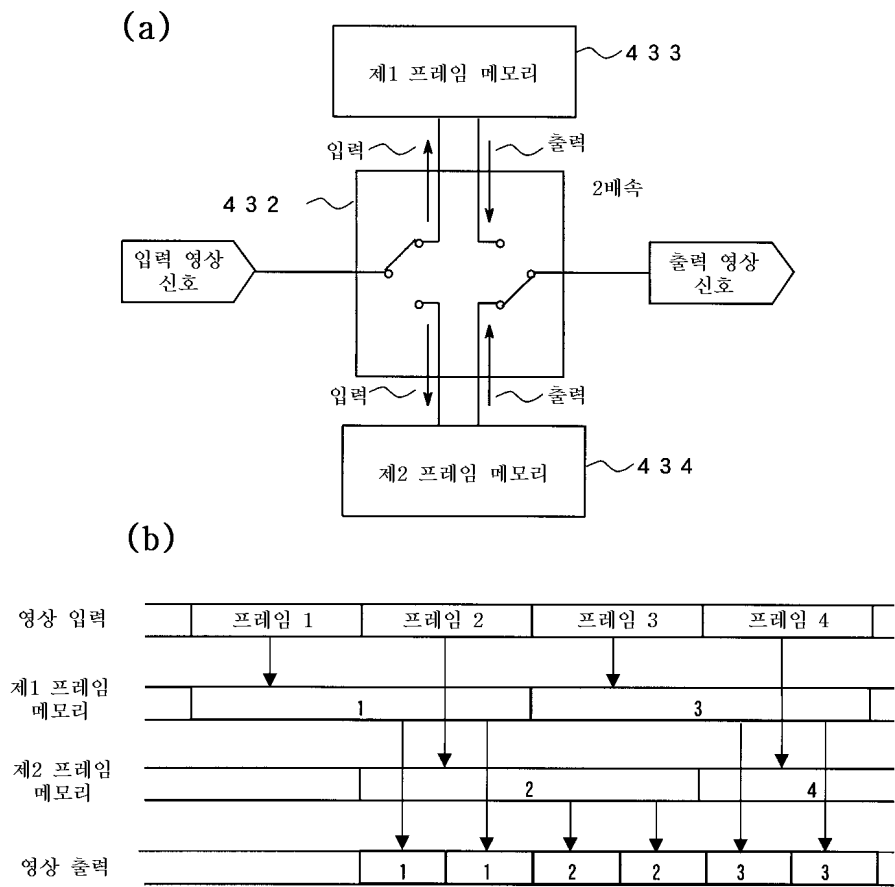 (a)
제1 프레임 메모리
433
입력
출력
432
2배속
입력 영상
신호
출력 영상
신호
입력
출력
제2 프레임 메모리
434
(b)
영상 입력
프레임 1
프레임 2
프레임 3
프레임 4
제1 프레임
메모리
1
3
제2 프레임
메모리
2
4
영상 출력
1
1
2
2
3
3